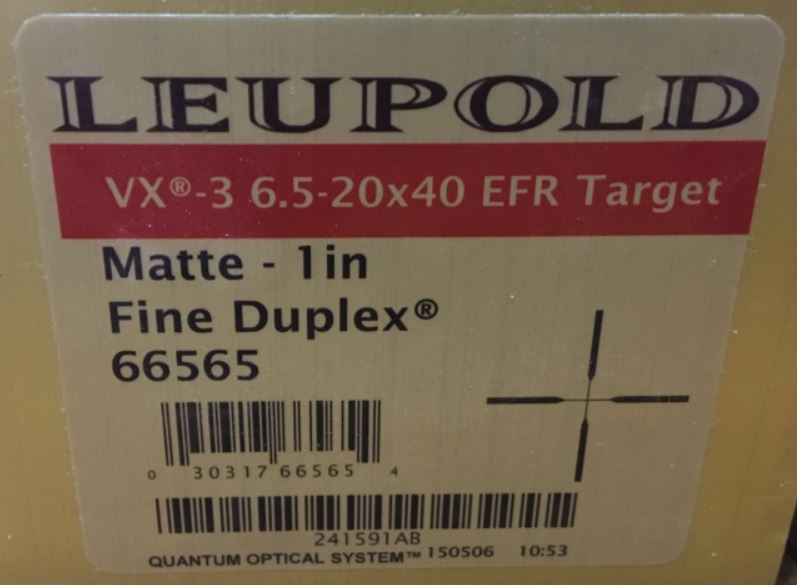 LEUPOLD
VX®-3 6.5-20x40 EFR Target
Matte - 1in
Fine Duplex®
66565
0 30317 66565 4
241591AB
QUANTUM OPTICAL SYSTEM™ 150506 10:53